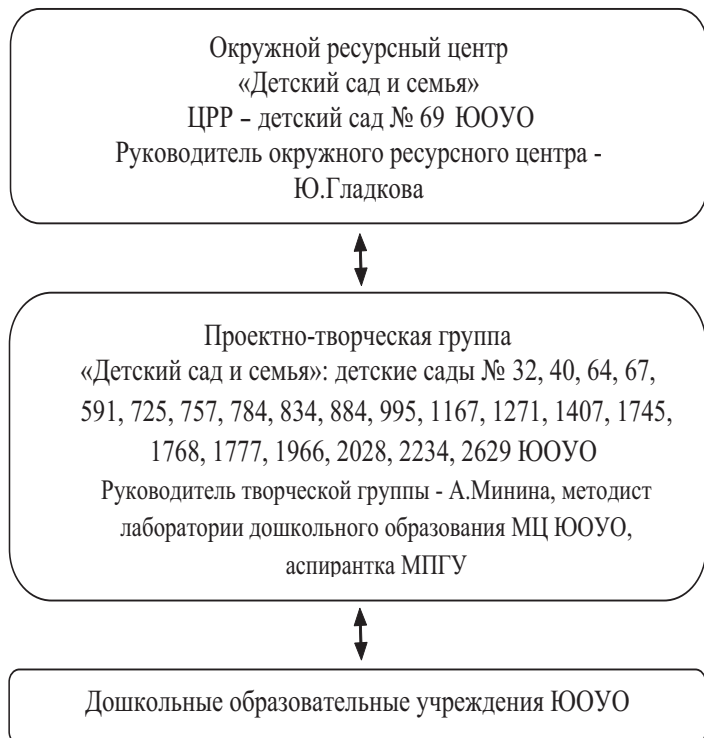 Окружной ресурсный центр
«Детский сад и семья»
ЦРР – детский сад № 69 ЮОУО
Руководитель окружного ресурсного центра -
Ю.Гладкова
Проектно-творческая группа
«Детский сад и семья»: детские сады № 32, 40, 64, 67,
591, 725, 757, 784, 834, 884, 995, 1167, 1271, 1407, 1745,
1768, 1777, 1966, 2028, 2234, 2629 ЮОУО
Руководитель творческой группы - А.Минина, методист
лаборатории дошкольного образования МЦ ЮОУО,
аспирантка МПГУ
Дошкольные образовательные учреждения ЮОУО